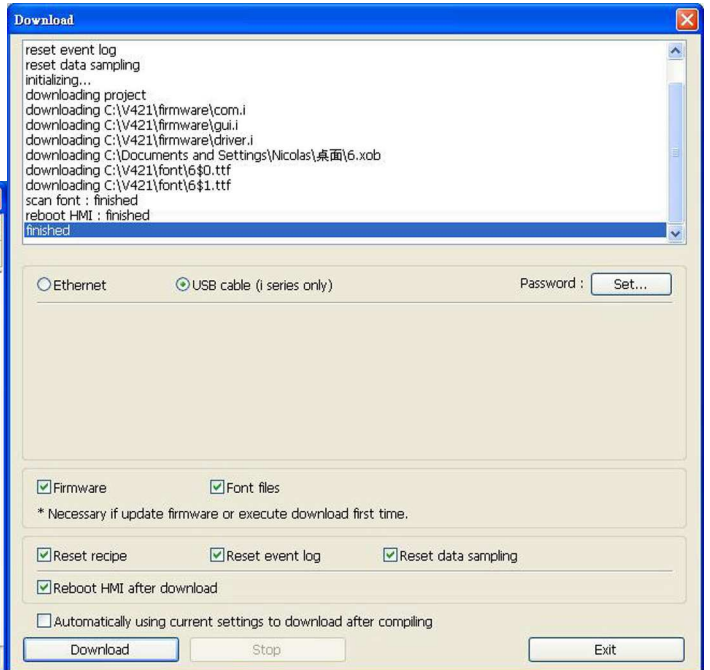 Download
reset event log
reset data sampling
initializing...
downloading project
downloading C:\V421\firmware\com.i
downloading C:\V421\firmware\gui.i
downloading C:\V421\firmware\driver.i
downloading C:\Documents and Settings\Nicolas\桌面\6.xob
downloading C:\V421\font\6$0.ttf
downloading C:\V421\font\6$1.ttf
scan font : finished
reboot HMI : finished
finished
Ethernet USB cable (i series only) Password : Set...
Firmware Font files
* Necessary if update firmware or execute download first time.
Reset recipe Reset event log Reset data sampling
Reboot HMI after download
Automatically using current settings to download after compiling
Download Stop Exit